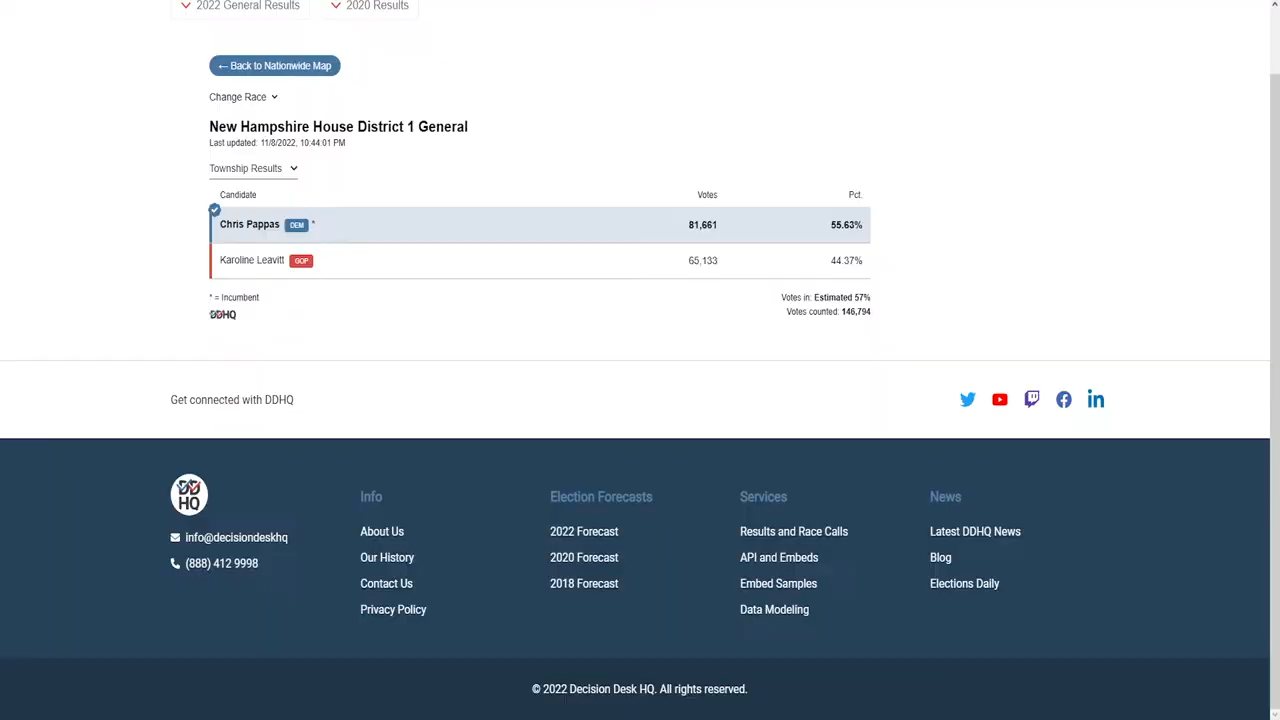 2022 General Results 2020 Results
← Back to Nationwide Map
Change Race
New Hampshire House District 1 General
Last updated: 11/8/2022, 10:44:01 PM
Township Results
Candidate Votes Pct.
Chris Pappas DEM * 81,661 55.63%
Karoline Leavitt GOP 65,133 44.37%
* = Incumbent Votes in: Estimated 57%
DDHQ Votes counted: 146,794
Get connected with DDHQ
DD
HQ
info@decisiondeskhq
(888) 412 9998
Info
About Us
Our History
Contact Us
Privacy Policy
Election Forecasts
2022 Forecast
2020 Forecast
2018 Forecast
Services
Results and Race Calls
API and Embeds
Embed Samples
Data Modeling
News
Latest DDHQ News
Blog
Elections Daily
© 2022 Decision Desk HQ. All rights reserved.